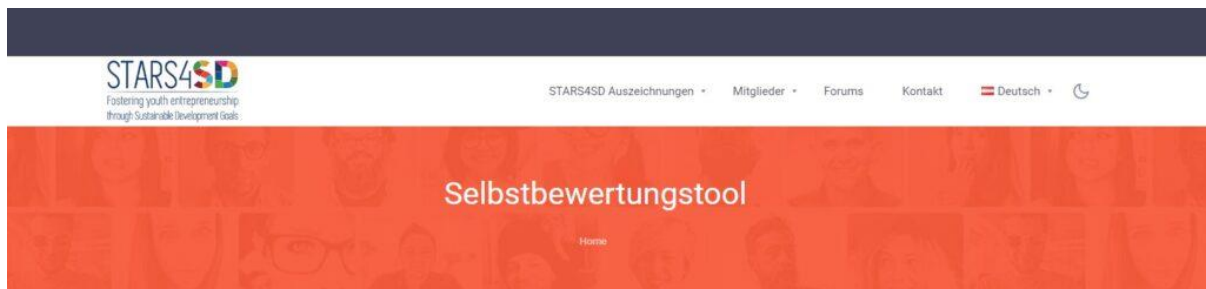 STARS4SD
Fostering youth entrepreneurship
through Sustainable Development Goals
STARS4SD Auszeichnungen Mitglieder Forums Kontakt Deutsch
Selbstbewertungstool
Home